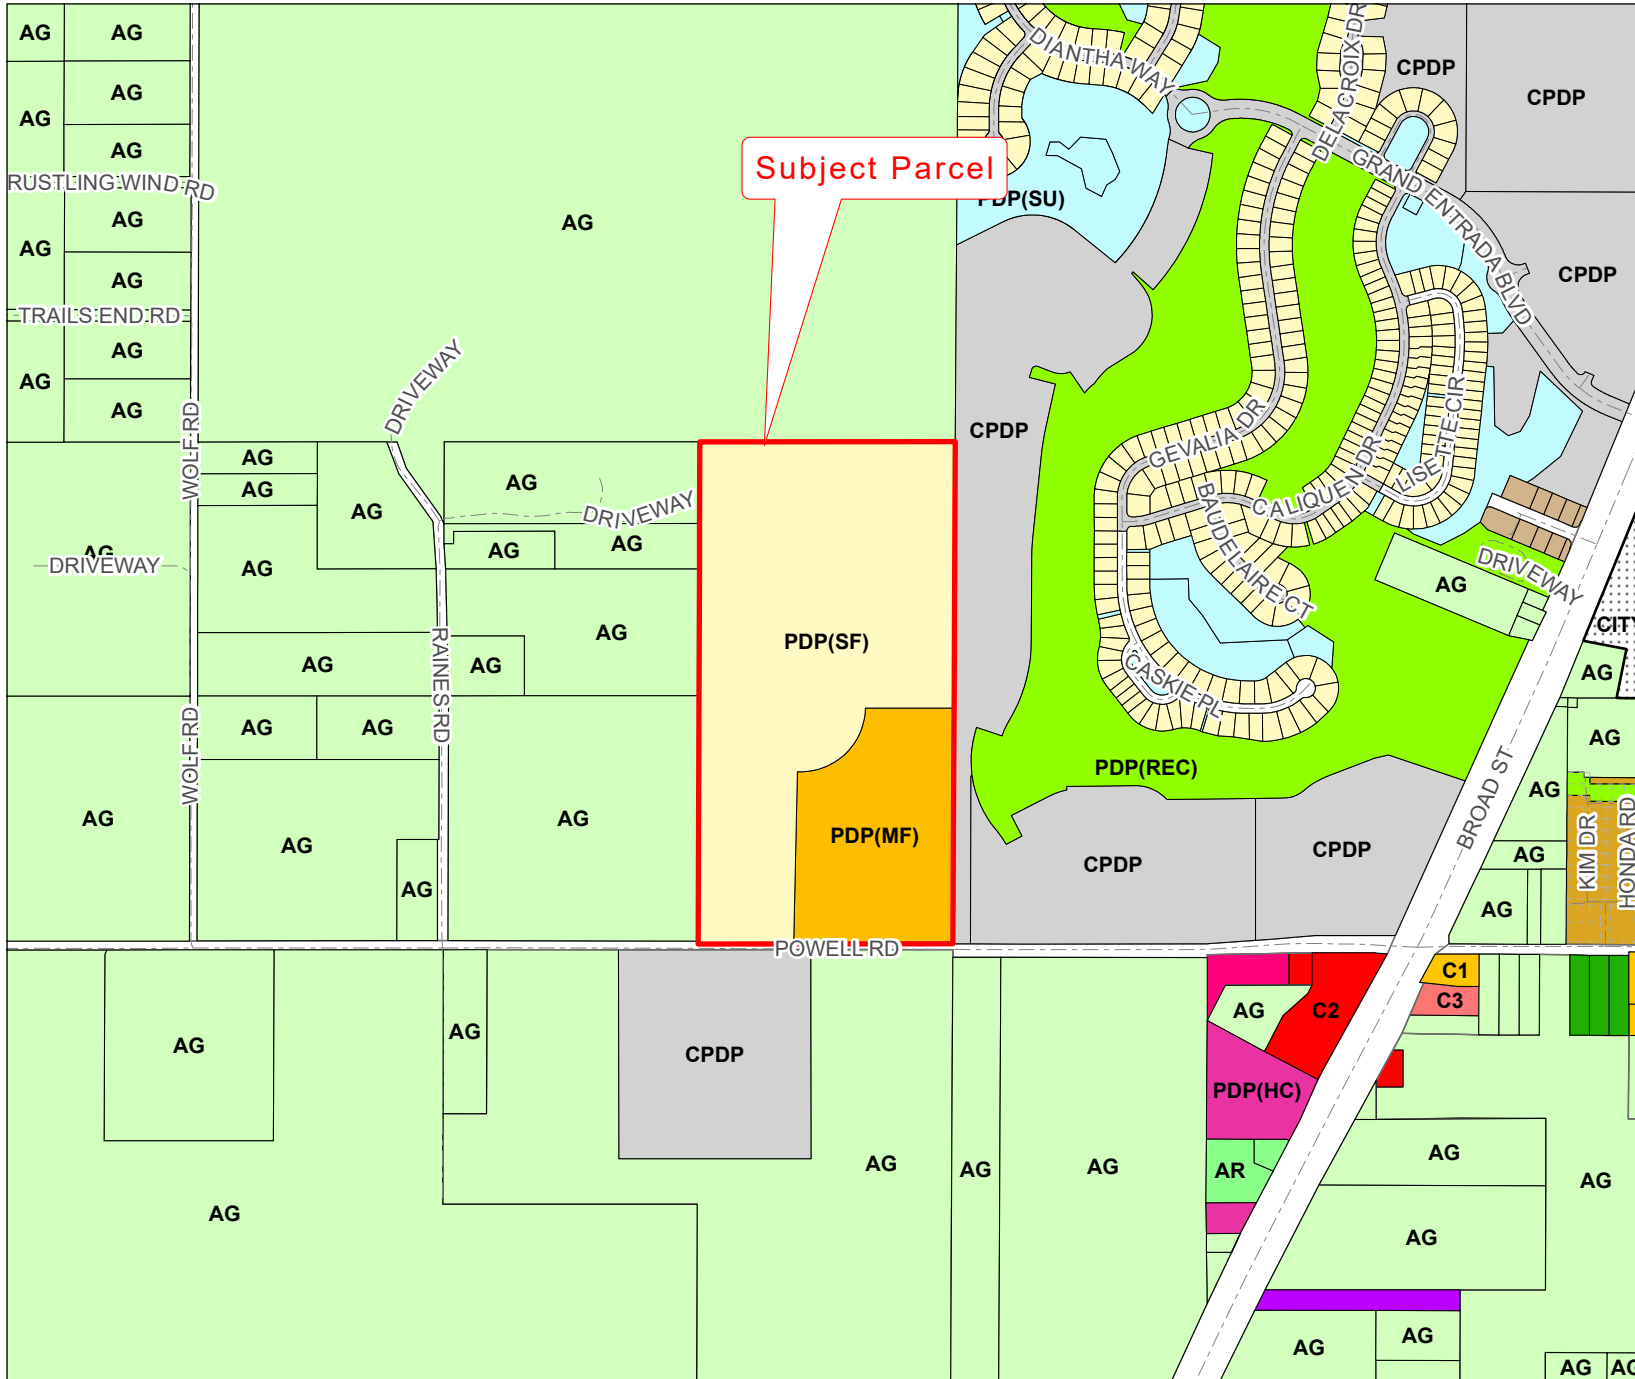 AG
AG
DIANTHA WAY
DELACROIX DR
CPDP
CPDP
AG
AG
AG
Subject Parcel
RUSTLING WIND RD
GRAND ENTRADA BLVD
PDP(SU)
AG
AG
AG
AG
CPDP
TRAILS END RD
AG
DRIVEWAY
AG
AG
WOLF RD
GEVALIA DR
CPDP
LISETTE CIR
CALIQUEN DR
BAUDELAIRE CT
AG
AG
AG
AG
DRIVEWAY
AG
AG
AG
DRIVEWAY
AG
DRIVEWAY
AG
CITY
AG
PDP(SF)
RAINES RD
AG
AG
CASKIE PL
AG
WOLF RD
AG
AG
AG
PDP(REC)
AG
BROAD ST
AG
AG
AG
PDP(MF)
CPDP
CPDP
AG
KIM DR
HONDA RD
AG
AG
POWELL RD
C1
C3
C2
AG
AG
AG
CPDP
PDP(HC)
AG
AG
AG
AR
AG
AG
AG
AG
AG
AG
AG
AG